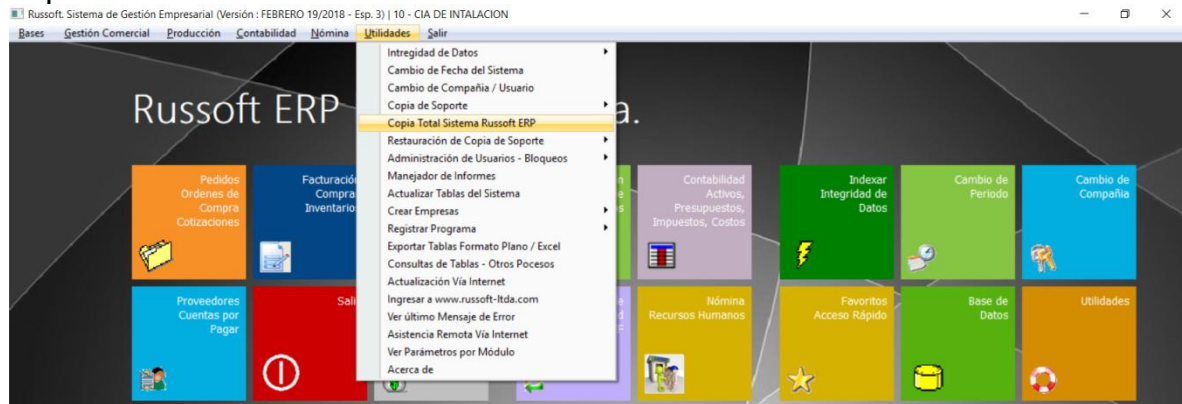 Russoft. Sistema de Gestión Empresarial (Versión : FEBRERO 19/2018 - Esp. 3) | 10 - CIA DE INTALACION
Bases Gestión Comercial Producción Contabilidad Nómina Utilidades Salir
Intregidad de Datos
Cambio de Fecha del Sistema
Cambio de Compañia / Usuario
Copia de Soporte
Copia Total Sistema Russoft ERP
Restauración de Copia de Soporte
Administración de Usuarios - Bloqueos
Manejador de Informes
Actualizar Tablas del Sistema
Crear Empresas
Registrar Programa
Exportar Tablas Formato Plano / Excel
Consultas de Tablas - Otros Pocesos
Actualización Vía Internet
Ingresar a www.russoft-ltda.com
Ver último Mensaje de Error
Asistencia Remota Vía Internet
Ver Parámetros por Módulo
Acerca de
Russoft ERP
a.
Pedidos
Ordenes de
Compra
Cotizaciones
Facturació
Compra
Inventario
Contabilidad
Activos,
Presupuestos,
Impuestos, Costos
Indexar
Integridad de
Datos
Cambio de
Periodo
Cambio de
Compañia
Proveedores
Cuentas por
Pagar
Sali
Nómina
Recursos Humanos
Favoritos
Acceso Rápido
Base de
Datos
Utilidades